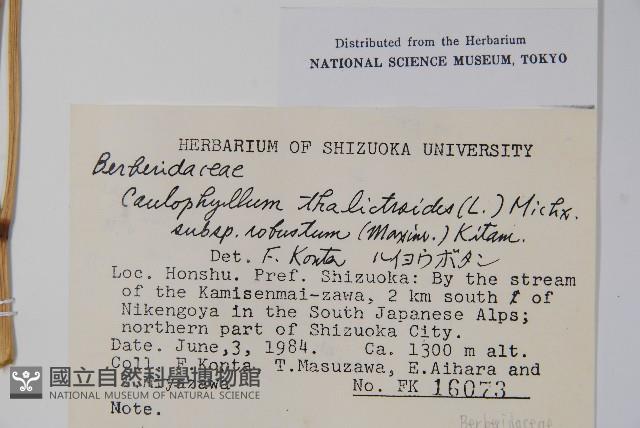 Distributed from the Herbarium
NATIONAL SCIENCE MUSEUM, TOKYO
HERBARIUM OF SHIZUOKA UNIVERSITY
Berberidaceae
Caulophyllum thalictroides (L.) Michx.
subsp. robustum (Maxim.) Kitam.
Det. F. Konta ルイヨウボタン
Loc. Honshu. Pref. Shizuoka: By the stream
of the Kamisenmai-zawa, 2 km south of
Nikengoya in the South Japanese Alps;
northern part of Shizuoka City.
Date. June,3, 1984. Ca. 1300 m alt.
Coll. F.Konta, T.Masuzawa, E.Aihara and
No. FK 16073
國立自然科學博物館
NATIONAL MUSEUM OF NATURAL SCIENCE
Note.
Berberidaceae